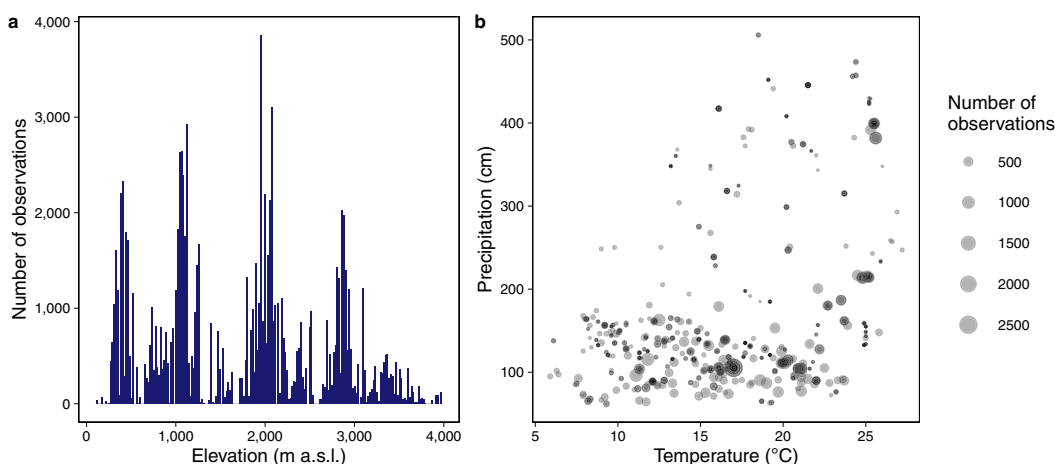 a
4,000
3,000
2,000
1,000
0
Number of observations
0 1,000 2,000 3,000 4,000
Elevation (m a.s.l.)
b
500
400
300
200
100
Precipitation (cm)
5 10 15 20 25
Temperature (°C)
Number of
observations
500
1000
1500
2000
2500